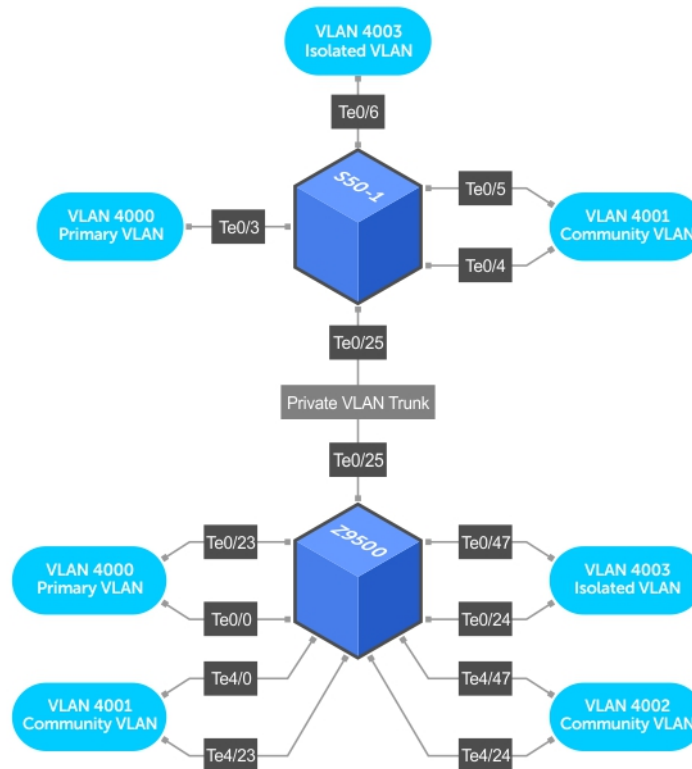 VLAN 4003
Isolated VLAN
Te0/6
S50-1
Te0/5
VLAN 4000
Primary VLAN
Te0/3
VLAN 4001
Community VLAN
Te0/4
Te0/25
Private VLAN Trunk
Te0/25
Z9500
Te0/23
Te0/47
VLAN 4000
Primary VLAN
VLAN 4003
Isolated VLAN
Te0/0
Te0/24
Te4/0
Te4/47
VLAN 4001
Community VLAN
VLAN 4002
Community VLAN
Te4/23
Te4/24